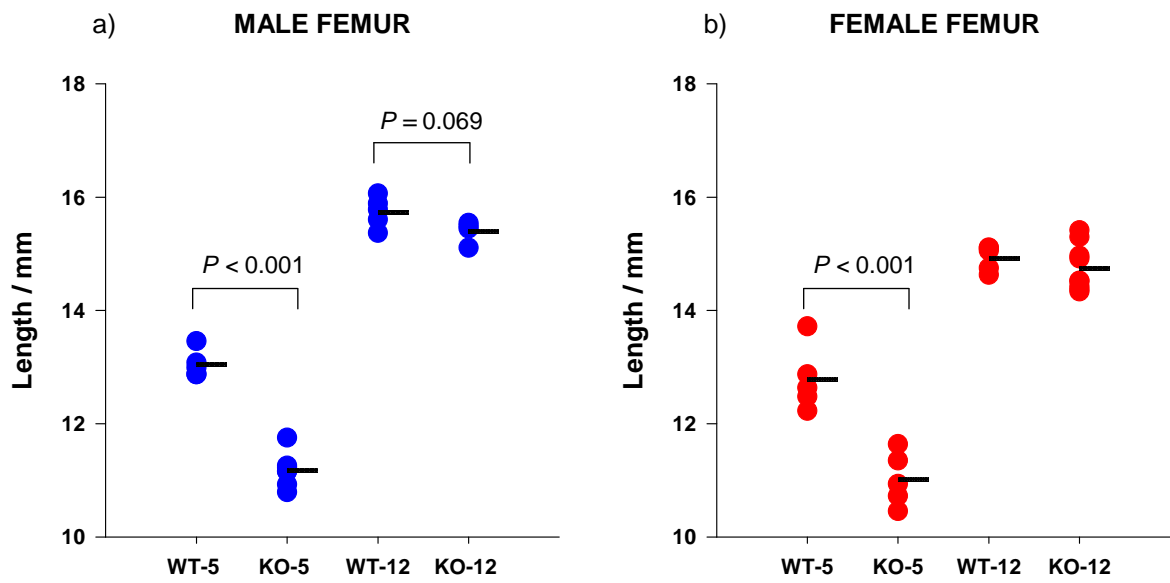 a) MALE FEMUR
18
16
14
12
10
Length / mm
P < 0.001
P = 0.069
WT-5 KO-5 WT-12 KO-12
b) FEMALE FEMUR
18
16
14
12
10
Length / mm
P < 0.001
WT-5 KO-5 WT-12 KO-12